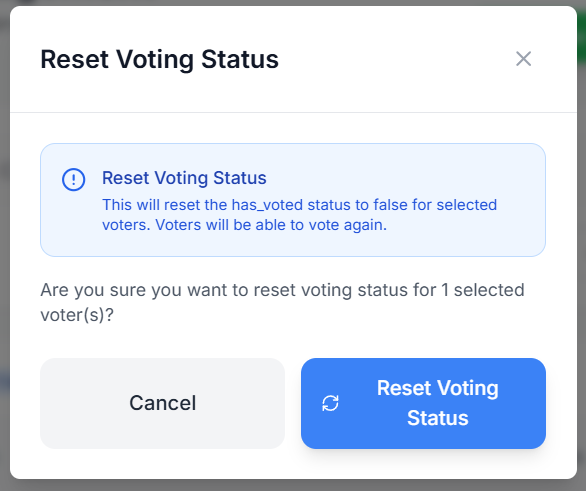 Reset Voting Status
Reset Voting Status
This will reset the has_voted status to false for selected
voters. Voters will be able to vote again.
Are you sure you want to reset voting status for 1 selected
voter(s)?
Cancel
Reset Voting
Status